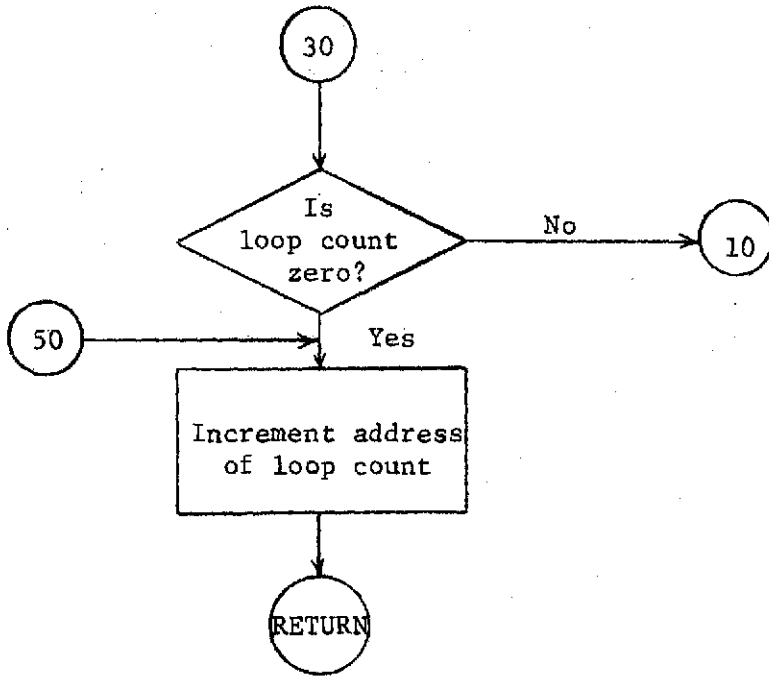 30
Is
loop count
zero?
No
10
50
Yes
Increment address
of loop count
RETURN